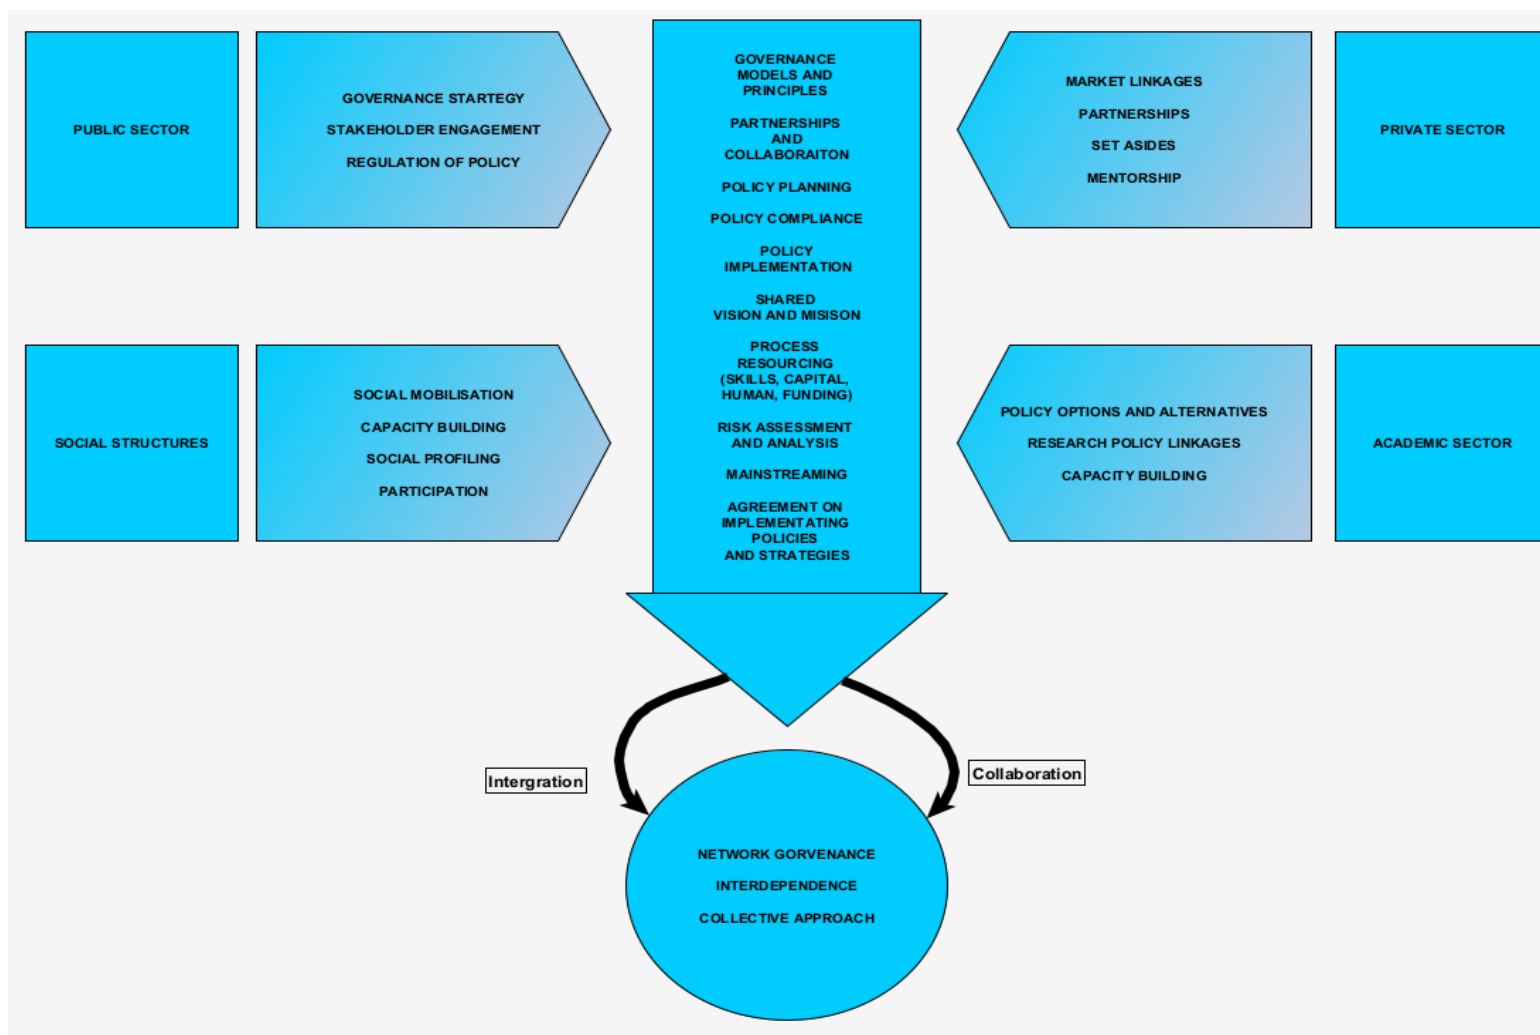 PUBLIC SECTOR
GOVERNANCE STARTEGY
STAKEHOLDER ENGAGEMENT
REGULATION OF POLICY
GOVERNANCE
MODELS AND
PRINCIPLES
PARTNERSHIPS
AND
COLLABORAITON
POLICY PLANNING
POLICY COMPLIANCE
POLICY
IMPLEMENTATION
SHARED
VISION AND MISISON
PROCESS
RESOURCING
(SKILLS, CAPITAL,
HUMAN, FUNDING)
RISK ASSESSMENT
AND ANALYSIS
MAINSTREAMING
AGREEMENT ON
IMPLEMENTATING
POLICIES
AND STRATEGIES
MARKET LINKAGES
PARTNERSHIPS
SET ASIDES
MENTORSHIP
PRIVATE SECTOR
SOCIAL STRUCTURES
SOCIAL MOBILISATION
CAPACITY BUILDING
SOCIAL PROFILING
PARTICIPATION
POLICY OPTIONS AND ALTERNATIVES
RESEARCH POLICY LINKAGES
CAPACITY BUILDING
ACADEMIC SECTOR
Intergration
Collaboration
NETWORK GORVENANCE
INTERDEPENDENCE
COLLECTIVE APPROACH